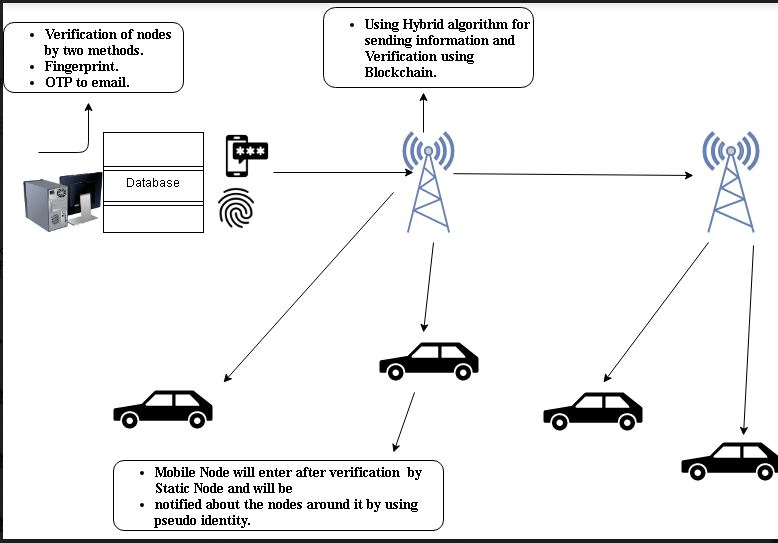 • Verification of nodes
by two methods.
• Fingerprint.
• OTP to email.
• Using Hybrid algorithm for
sending information and
Verification using
Blockchain.
Database
***
• Mobile Node will enter after verification by
Static Node and will be
• notified about the nodes around it by using
pseudo identity.